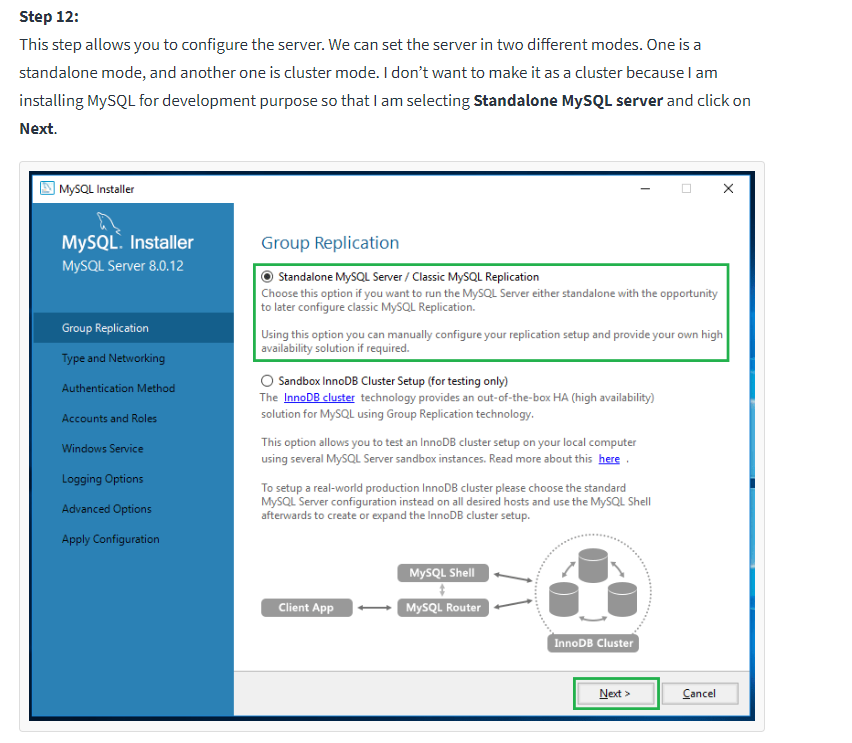 Step 12:
This step allows you to configure the server. We can set the server in two different modes. One is a
standalone mode, and another one is cluster mode. I don’t want to make it as a cluster because I am
installing MySQL for development purpose so that I am selecting Standalone MySQL server and click on
Next.
MySQL Installer
MySQL. Installer
MySQL Server 8.0.12
Group Replication
Type and Networking
Authentication Method
Accounts and Roles
Windows Service
Logging Options
Advanced Options
Apply Configuration
Group Replication
Standalone MySQL Server / Classic MySQL Replication
Choose this option if you want to run the MySQL Server either standalone with the opportunity
to later configure classic MySQL Replication.
Using this option you can manually configure your replication setup and provide your own high
availability solution if required.
Sandbox InnoDB Cluster Setup (for testing only)
The InnoDB cluster technology provides an out-of-the-box HA (high availability)
solution for MySQL using Group Replication technology.
This option allows you to test an InnoDB cluster setup on your local computer
using several MySQL Server sandbox instances. Read more about this here .
To setup a real-world production InnoDB cluster please choose the standard
MySQL Server configuration instead on all desired hosts and use the MySQL Shell
afterwards to create or expand the InnoDB cluster setup.
MySQL Shell
Client App
MySQL Router
InnoDB Cluster
Next >
Cancel